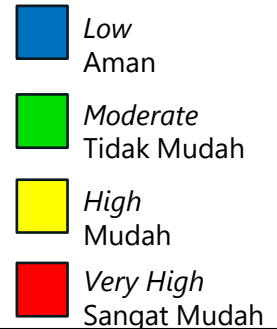 Low
Aman
Moderate
Tidak Mudah
High
Mudah
Very High
Sangat Mudah